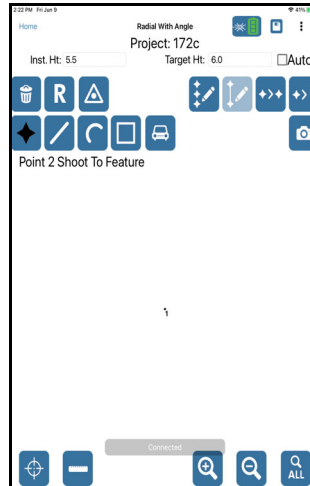 2:22 PM Fri Jun 9 41%
Home Radial With Angle
Project: 172c
Inst. Ht: 5.5 Target Ht: 6.0 Auto
R
Point 2 Shoot To Feature
1
Connected
ALL